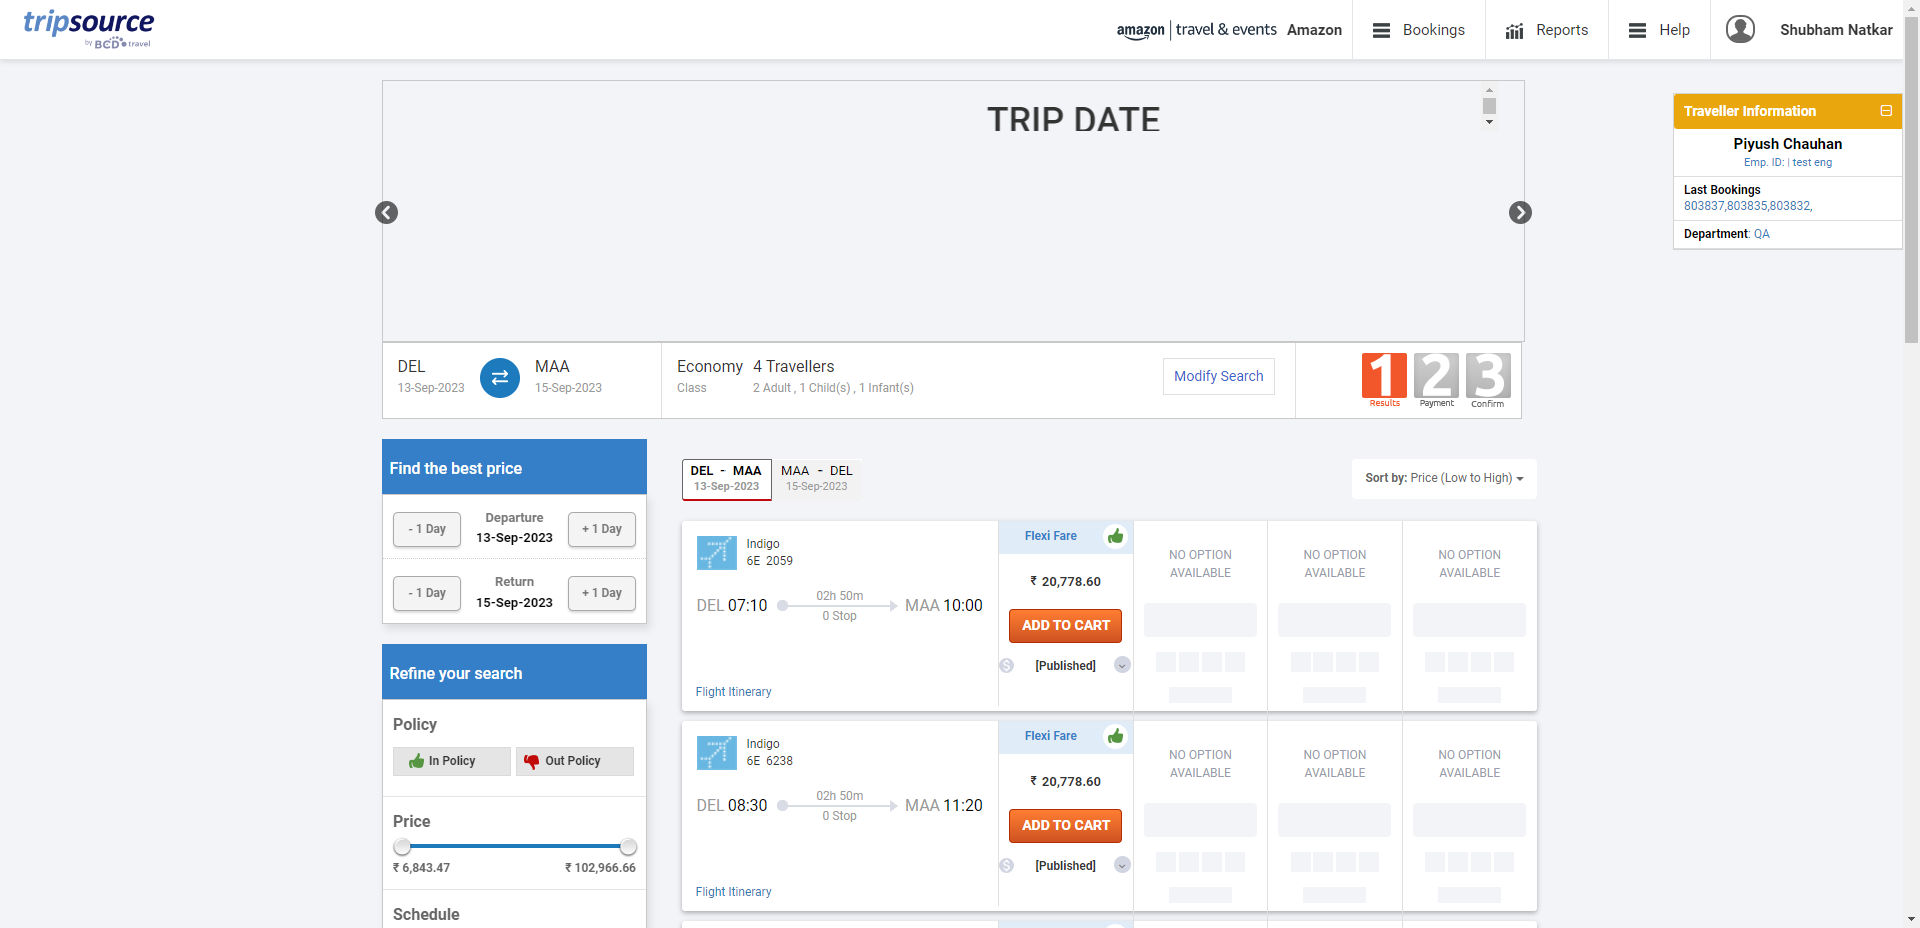 tripsource
by BCD travel
amazon | travel & events Amazon
Bookings
Reports
Help
Shubham Natkar
TRIP DATE
Traveller Information
Piyush Chauhan
Emp. ID: | test eng
Last Bookings
803837,803835,803832,
Department: QA
DEL
13-Sep-2023
MAA
15-Sep-2023
Economy
Class
4 Travellers
2 Adult , 1 Child(s) , 1 Infant(s)
Modify Search
1 2 3
Results Payment Confirm
Find the best price
- 1 Day
Departure
13-Sep-2023
+ 1 Day
- 1 Day
Return
15-Sep-2023
+ 1 Day
Refine your search
Policy
In Policy
Out Policy
Price
₹ 6,843.47
₹ 102,966.66
Schedule
DEL - MAA
13-Sep-2023
MAA - DEL
15-Sep-2023
Sort by: Price (Low to High)
Indigo
6E 2059
DEL 07:10
02h 50m
0 Stop
MAA 10:00
Flight Itinerary
Flexi Fare
₹ 20,778.60
ADD TO CART
[Published]
NO OPTION
AVAILABLE
NO OPTION
AVAILABLE
NO OPTION
AVAILABLE
Indigo
6E 6238
DEL 08:30
02h 50m
0 Stop
MAA 11:20
Flight Itinerary
Flexi Fare
₹ 20,778.60
ADD TO CART
[Published]
NO OPTION
AVAILABLE
NO OPTION
AVAILABLE
NO OPTION
AVAILABLE